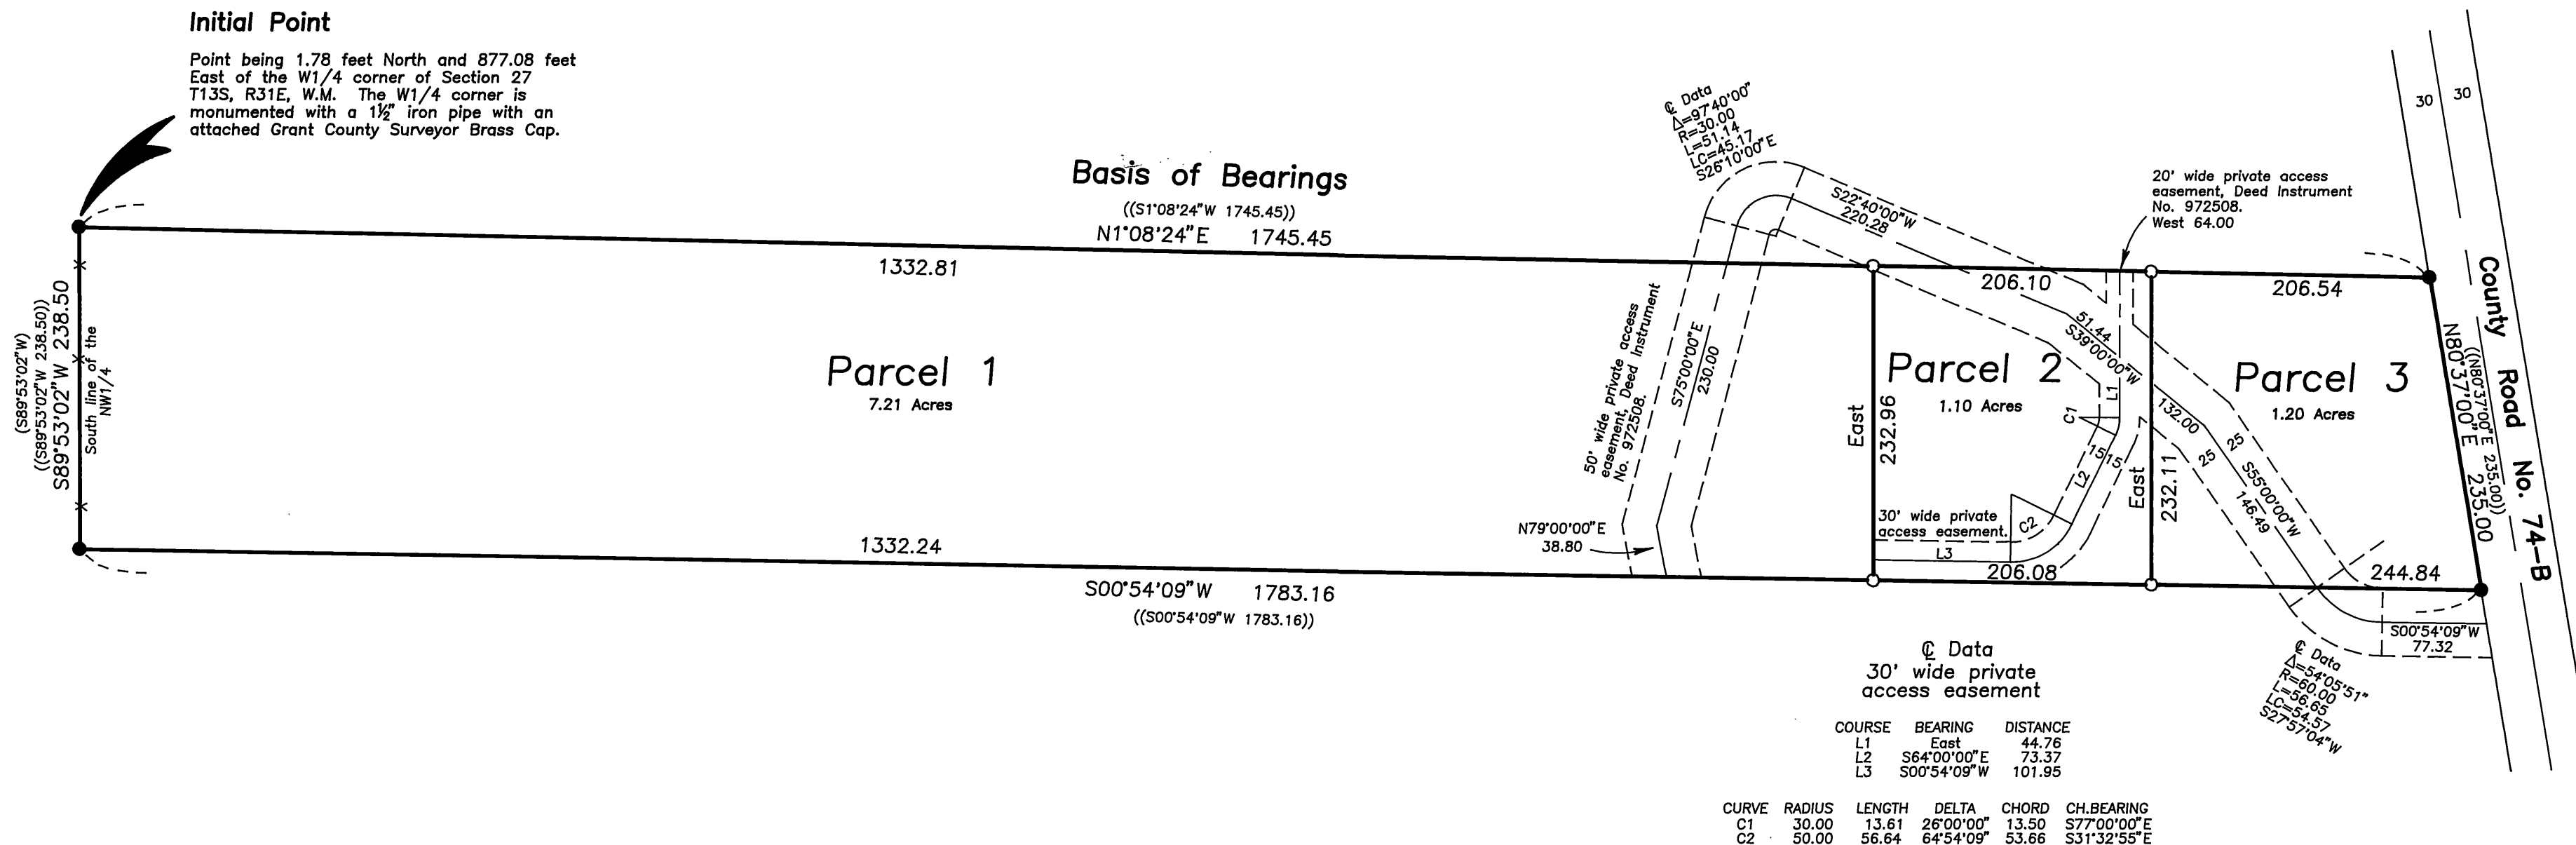 Initial Point
Point being 1.78 feet North and 877.08 feet
East of the W1/4 corner of Section 27
T13S, R31E, W.M. The W1/4 corner is
monumented with a 1½" iron pipe with an
attached Grant County Surveyor Brass Cap.
Basis of Bearings
((S1°08'24"W 1745.45))
N1°08'24"E 1745.45
1332.81
(S89°53'02"W)
((S89°53'02"W 238.50))
S89°53'02"W 238.50
South line of the
NW1/4
Parcel 1
7.21 Acres
1332.24
S00°54'09"W 1783.16
((S00°54'09"W 1783.16))
℄ Data
Δ=97°40'00"
R=30.00
L=51.14
LC=45.17
S26°10'00"E
S22°40'00"W
220.28
50' wide private access
easement, Deed Instrument
No. 972508.
S75°00'00"E
230.00
N79°00'00"E
38.80
20' wide private access
easement, Deed Instrument
No. 972508.
West 64.00
206.10
51.44
S39°00'00"W
132.00
Parcel 2
1.10 Acres
East
232.96
L1
C1
15
15
L2
C2
30' wide private
access easement.
L3
206.08
East
232.11
206.54
Parcel 3
1.20 Acres
25
25
S55°00'00"W
146.49
244.84
30
30
County Road No. 74-B
((N80°37'00"E 235.00))
N80°37'00"E 235.00
S00°54'09"W
77.32
℄ Data
Δ=54°05'51"
R=60.00
L=56.65
LC=54.57
S27°57'04"W
℄ Data
30' wide private
access easement
COURSE BEARING DISTANCE
L1 East 44.76
L2 S64°00'00"E 73.37
L3 S00°54'09"W 101.95
CURVE RADIUS LENGTH DELTA CHORD CH.BEARING
C1 30.00 13.61 26°00'00" 13.50 S77°00'00"E
C2 50.00 56.64 64°54'09" 53.66 S31°32'55"E